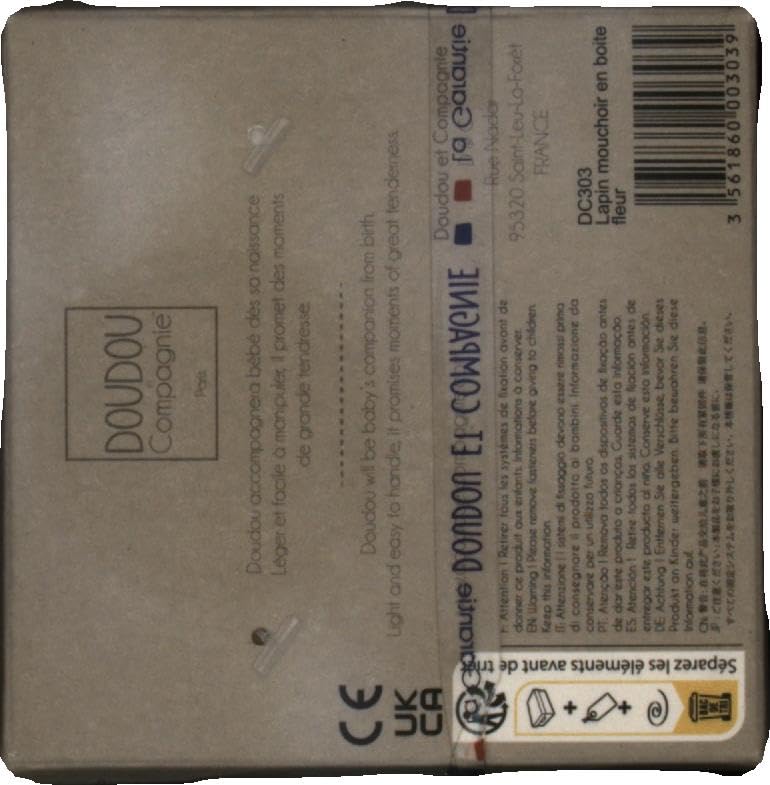 DOUDOU
et
Compagnie
Paris
Doudou accompagnera bébé dès sa naissance
Léger et facile à manipuler, il promet des moments
de grande tendresse.
Doudou will be baby's companion from birth.
Light and easy to handle, it promises moments of great tenderness.
CE
UK
CA
Doudou et Compagnie
Rue Nadar
95320 Saint-Leu-La-Forêt
FRANCE
DOUDOU ET COMPAGNIE
la Galaurie
DC303
Lapin mouchoir en boite
fleur
3 561860 003039
F: Attention ! Retirer tous les systèmes de fixation avant de
donner ce produit aux enfants. Informations à conserver.
EN: Warning ! Please remove fasteners before giving to children.
Keep this information.
IT: Attenzione ! I sistemi di fissaggio devono essere rimossi prima
di consegnare il prodotto ai bambini. Informazione da
conservare per un utilizzo futuro.
PT: Atenção ! Remova todos os dispositivos de fixação antes
de dar este produto a crianças. Guarde esta informação.
ES: Atención ! Retire todos los sistemas de fijación antes de
entregar este producto al niño. Conserve esta información.
DE: Achtung ! Entfernen Sie alle Verschlüsse, bevor Sie dieses
Produkt an Kinder weitergeben. Bitte bewahren Sie diese
Information auf.
Séparez les éléments avant de trier
BAC
DE
TRI